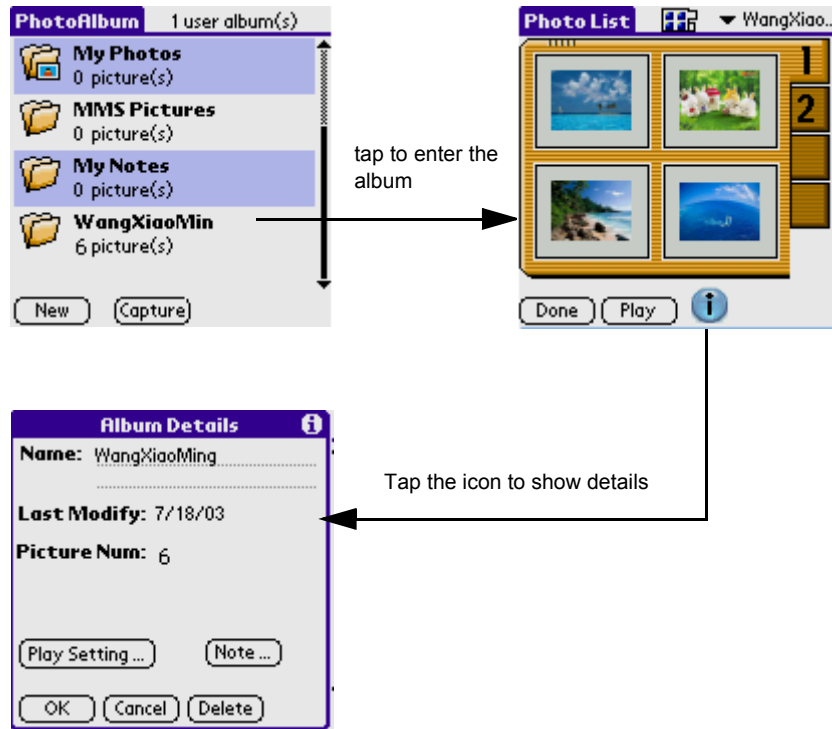 PhotoAlbum 1 user album(s)
My Photos
0 picture(s)
MMS Pictures
0 picture(s)
My Notes
0 picture(s)
WangXiaoMin
6 picture(s)
New Capture
tap to enter the
album
Photo List WangXiao..
1
2
Done Play i
Tap the icon to show details
Album Details i
Name: WangXiaoMing
Last Modify: 7/18/03
Picture Num: 6
Play Setting ... Note ...
OK Cancel Delete